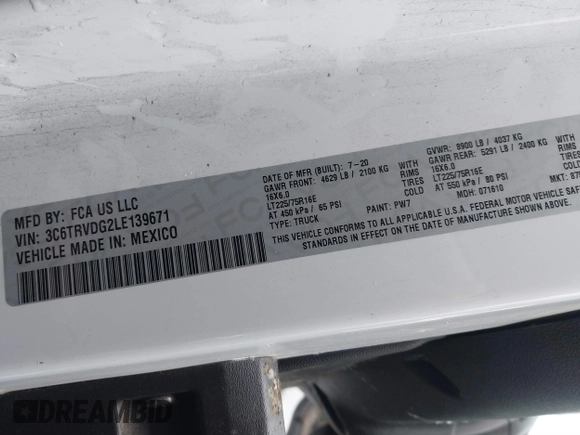 MFD BY: FCA US LLC
VIN: 3C6TRVDG2LE139671
VEHICLE MADE IN: MEXICO
DATE OF MFR (BUILT): 7-20
GAWR FRONT: 4629 LB / 2100 KG WITH
16X6.0 RIMS
LT225/75R16E TIRES
AT 450 kPa / 65 PSI COLD
TYPE: TRUCK PAINT: PW7
GVWR: 8900 LB / 4037 KG
GAWR REAR: 5291 LB / 2400 KG WITH
16X6.0 RIMS
LT225/75R16E TIRES
AT 550 kPa / 80 PSI COLD
MDH: 071610 MKT:
THIS VEHICLE CONFORMS TO ALL APPLICABLE U.S.A. FEDERAL MOTOR VEHICLE
STANDARDS IN EFFECT ON THE DATE OF MANUFACTURE SHOWN
DREAMBID